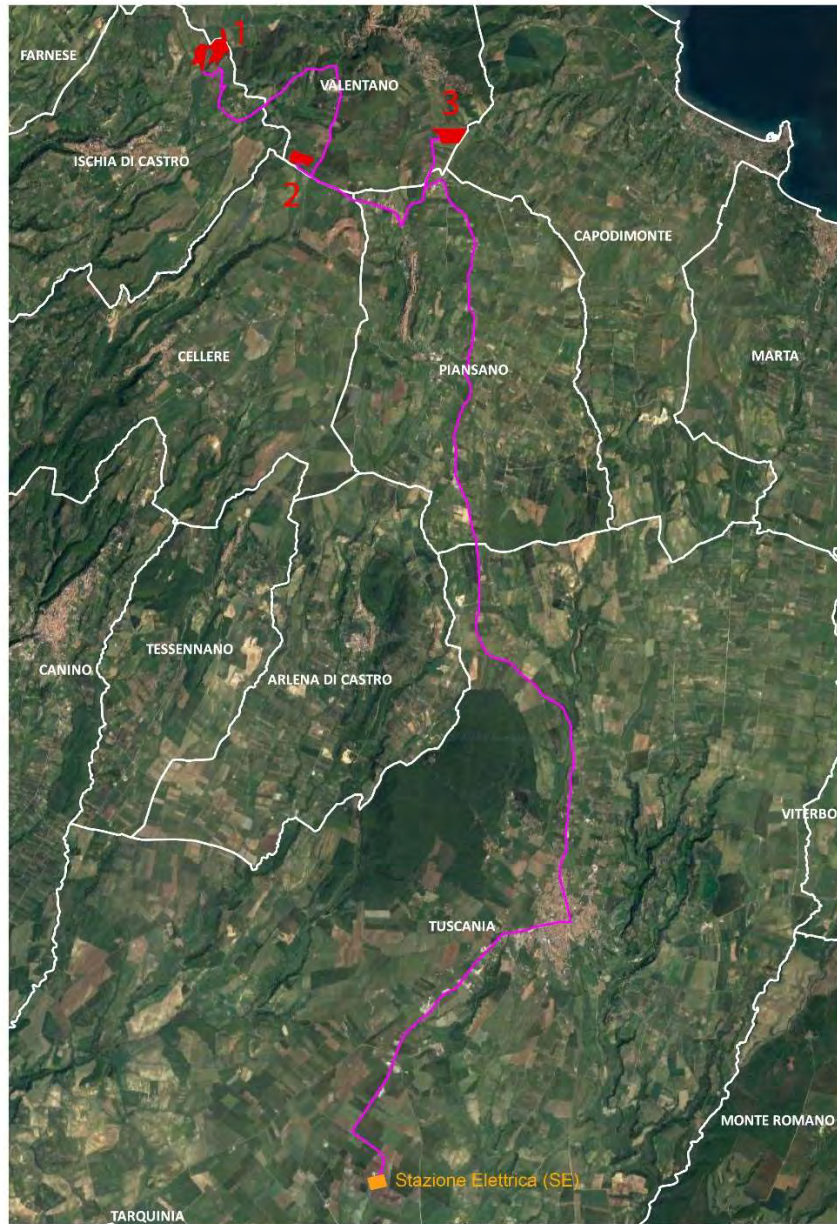 1
FARNESE
VALENTANO
3
ISCHIA DI CASTRO
2
CAPODIMONTE
CELLERE
PIANSANO
MARTA
TESSENNANO
CANINO
ARLENA DI CASTRO
VITERBO
TUSCANIA
MONTE ROMANO
Stazione Elettrica (SE)
TARQUINIA